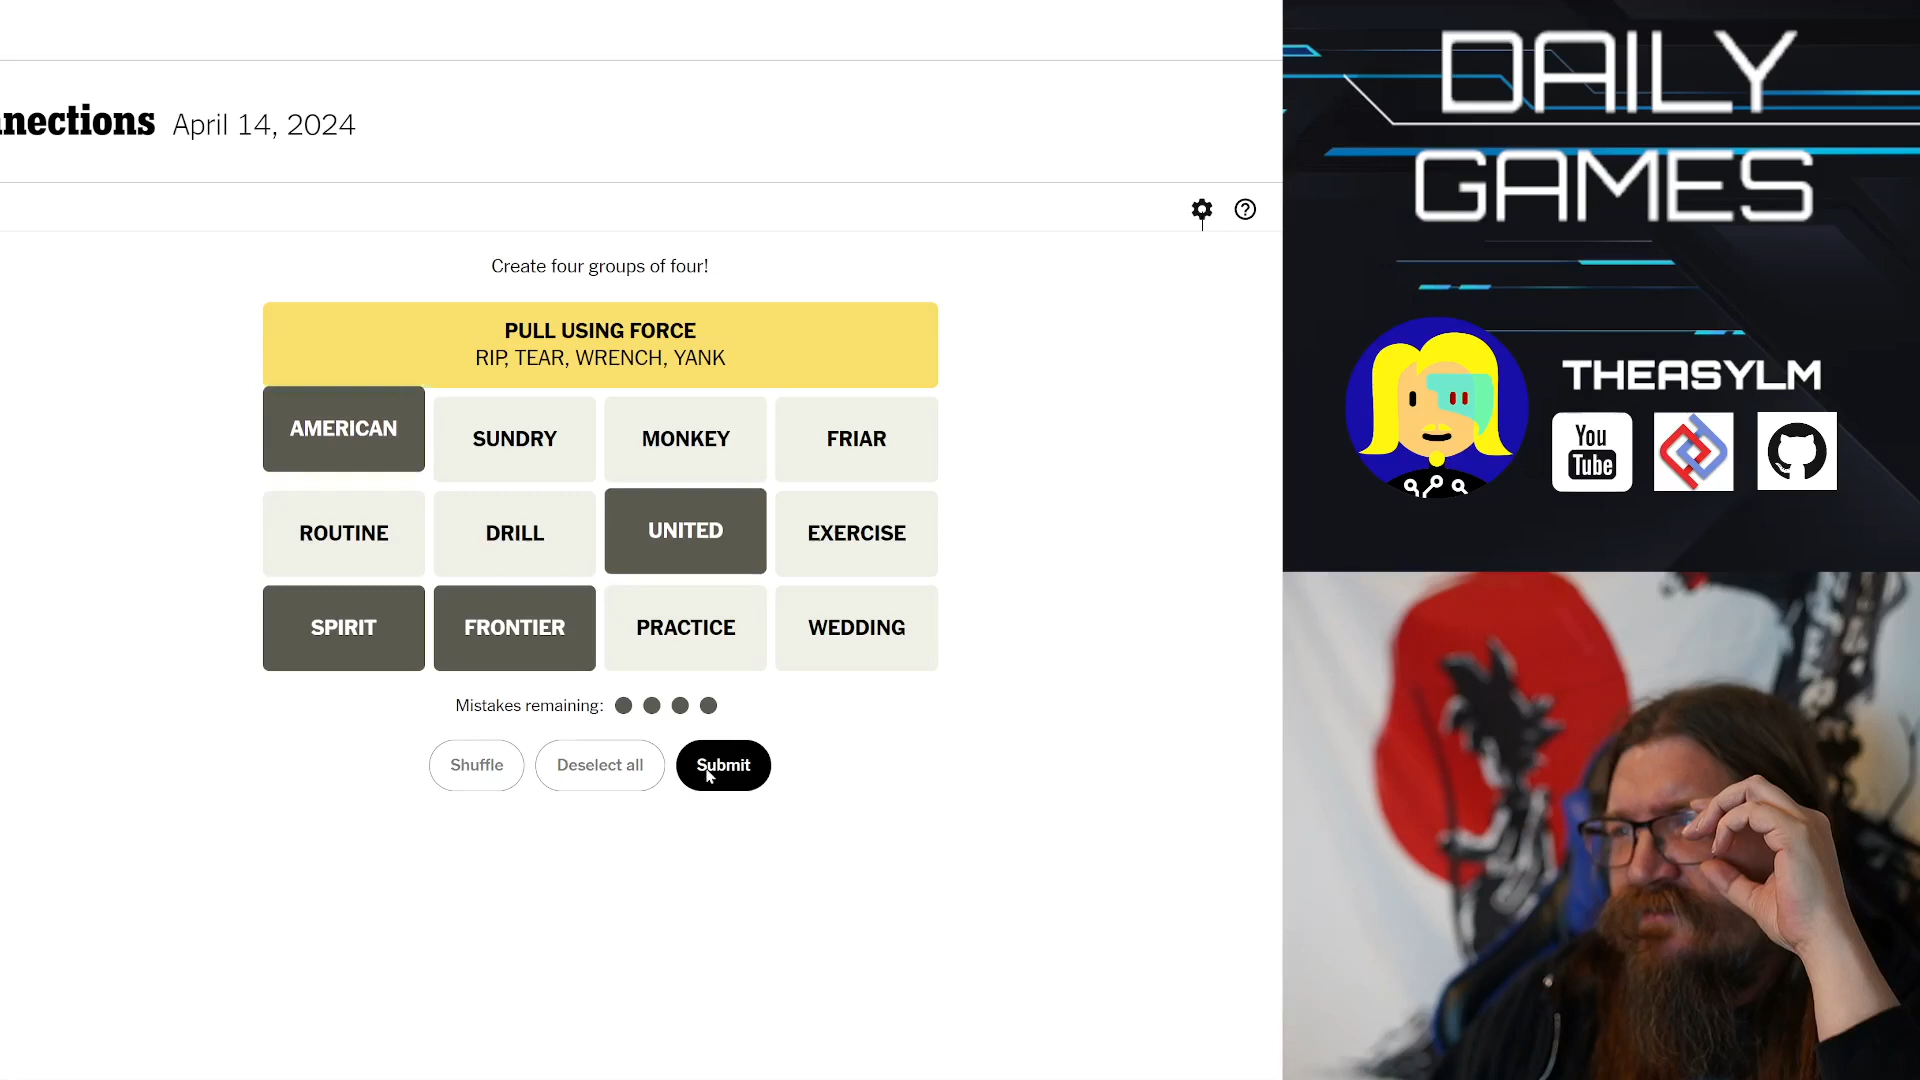 nnections April 14, 2024
Create four groups of four!
PULL USING FORCE
RIP, TEAR, WRENCH, YANK
AMERICAN SUNDRY MONKEY FRIAR
ROUTINE DRILL UNITED EXERCISE
SPIRIT FRONTIER PRACTICE WEDDING
Mistakes remaining:
Shuffle Deselect all Submit
DAILY
GAMES
THEASYLM
You
Tube